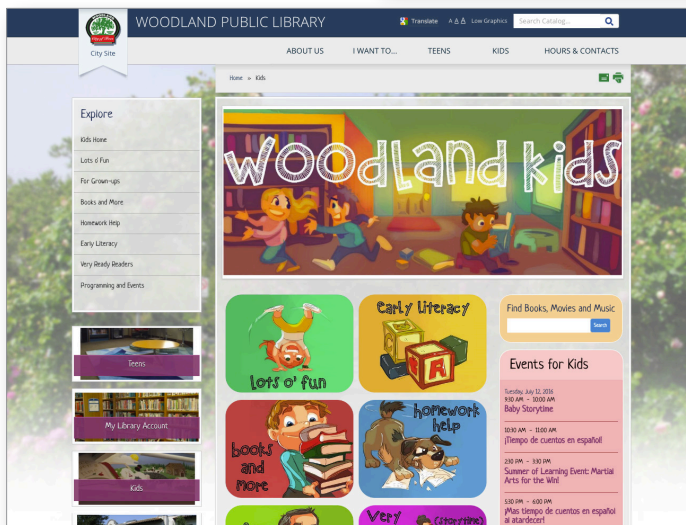 WOODLAND PUBLIC LIBRARY
Translate
A A A
Low Graphics
Search Catalog...
City Site
ABOUT US
I WANT TO...
TEENS
KIDS
HOURS & CONTACTS
Home » Kids
Explore
Kids Home
Lots o' Fun
For Grown-ups
Books and More
Homework Help
Early Literacy
Very Ready Readers
Programming and Events
Teens
My Library Account
Kids
woodland kids
Lots o' fun
Early Literacy
books
and
More
homework
help
Very
(Storytime)
Find Books, Movies and Music
Search
Events for Kids
Tuesday, July 12, 2016
9:30 AM - 10:00 AM
Baby Storytime
10:30 AM - 11:00 AM
¡Tiempo de cuentos en español!
2:30 PM - 3:30 PM
Summer of Learning Event: Martial
Arts for the Win!
5:30 PM - 6:00 PM
¡Mas tiempo de cuentos en español
al atardecer!